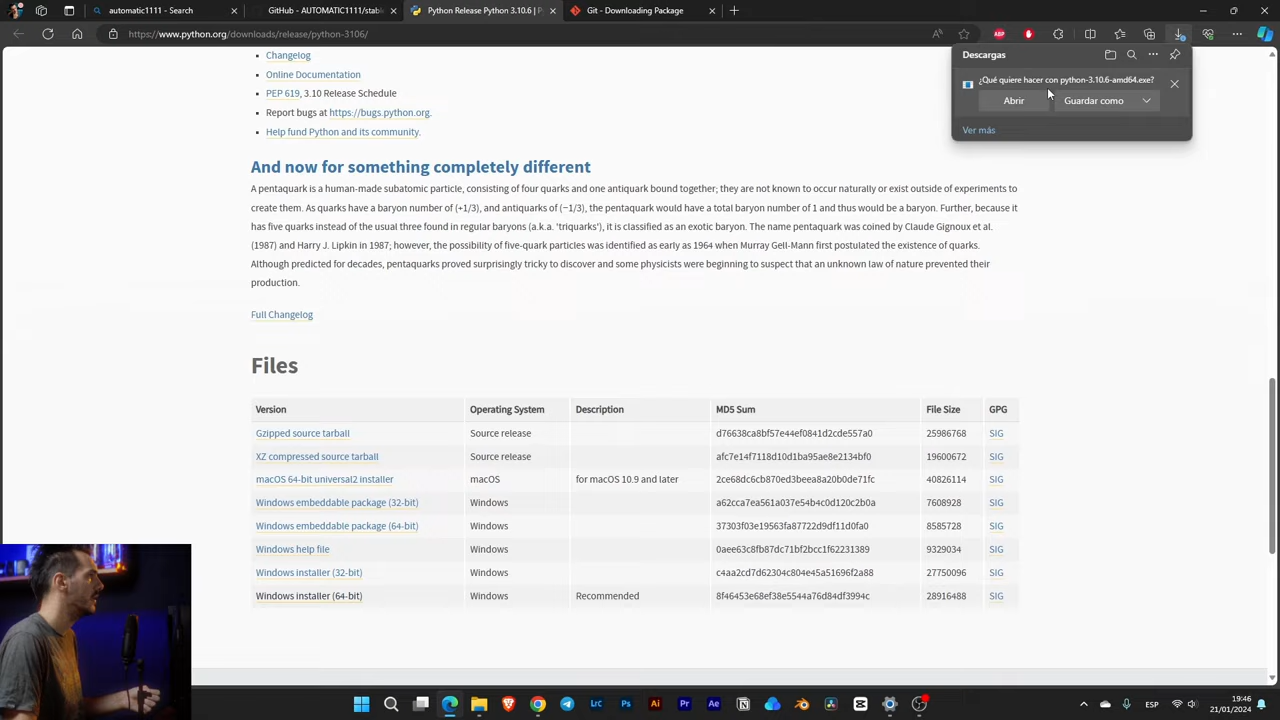 automatic1111 - Search
AUTOMATIC1111/stab
Python Release Python 3.10.6 | P
Git - Downloading Package
https://www.python.org/downloads/release/python-3106/
ABP
Changelog
Online Documentation
PEP 619, 3.10 Release Schedule
Report bugs at https://bugs.python.org.
Help fund Python and its community.
Descargas
¿Qué quiere hacer con python-3.10.6-amd64.exe?
Abrir
Guardar como
Ver más
And now for something completely different
A pentaquark is a human-made subatomic particle, consisting of four quarks and one antiquark bound together; they are not known to occur naturally or exist outside of experiments to
create them. As quarks have a baryon number of (+1/3), and antiquarks of (−1/3), the pentaquark would have a total baryon number of 1 and thus would be a baryon. Further, because it
has five quarks instead of the usual three found in regular baryons (a.k.a. 'triquarks'), it is classified as an exotic baryon. The name pentaquark was coined by Claude Gignoux et al.
(1987) and Harry J. Lipkin in 1987; however, the possibility of five-quark particles was identified as early as 1964 when Murray Gell-Mann first postulated the existence of quarks.
Although predicted for decades, pentaquarks proved surprisingly tricky to discover and some physicists were beginning to suspect that an unknown law of nature prevented their
production.
Full Changelog
Files
Version Operating System Description MD5 Sum File Size GPG
Gzipped source tarball Source release d76638ca8bf57e44ef0841d2cde557a0 25986768 SIG
XZ compressed source tarball Source release afc7e14f7118d10d1ba95ae8e2134bf0 19600672 SIG
macOS 64-bit universal2 installer macOS for macOS 10.9 and later 2ce68dc6cb870ed3beea8a20b0de71fc 40826114 SIG
Windows embeddable package (32-bit) Windows a62cca7ea561a037e54b4c0d120c2b0a 7608928 SIG
Windows embeddable package (64-bit) Windows 37303f03e19563fa87722d9df11d0fa0 8585728 SIG
Windows help file Windows 0aee63c8fb87dc71bf2bcc1f62231389 9329034 SIG
Windows installer (32-bit) Windows c4aa2cd7d62304c804e45a51696f2a88 27750096 SIG
Windows installer (64-bit) Windows Recommended 8f46453e68ef38e5544a76d84df3994c 28916488 SIG
Lrc Ps Ai Pr Ae MD5
ESP
19:46
21/01/2024